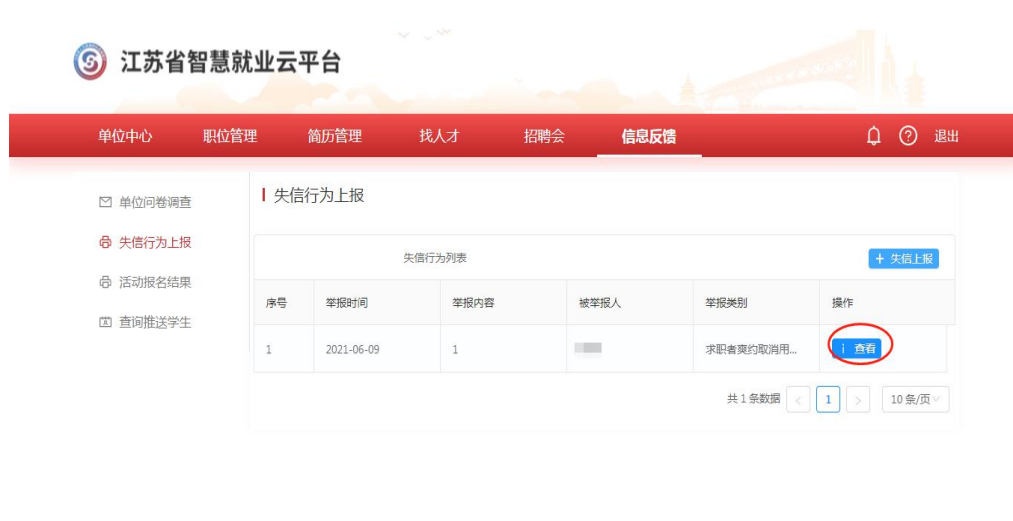 江苏省智慧就业云平台
单位中心 职位管理 简历管理 找人才 招聘会 信息反馈 退出
单位问卷调查
失信行为上报
活动报名结果
查询推送学生
失信行为上报
失信行为列表 + 失信上报
序号 举报时间 举报内容 被举报人 举报类别 操作
1 2021-06-09 1 求职者爽约取消用... i 查看
共 1 条数据 < 1 > 10 条/页